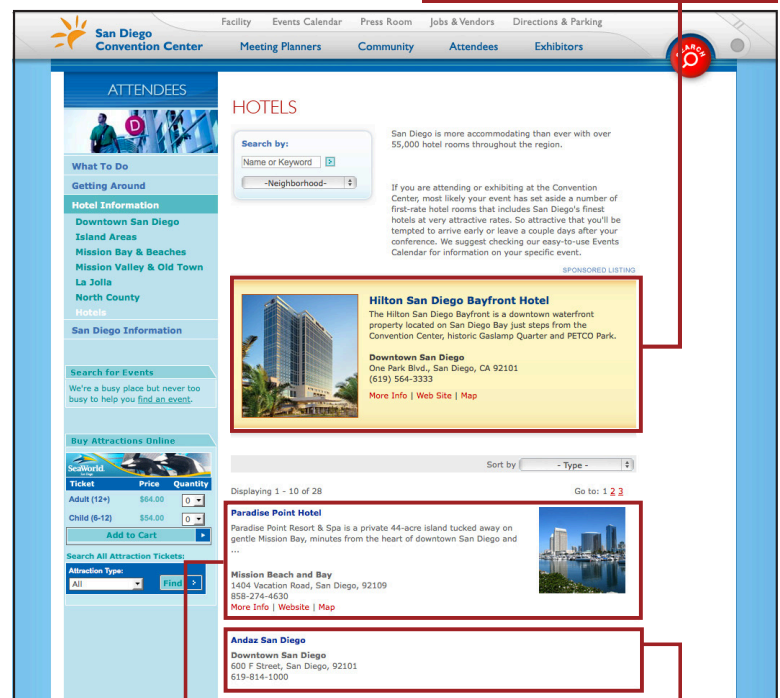 Facility Events Calendar Press Room Jobs & Vendors Directions & Parking
San Diego
Convention Center
Meeting Planners Community Attendees Exhibitors
SEARCH
ATTENDEES
D
What To Do
Getting Around
Hotel Information
Downtown San Diego
Island Areas
Mission Bay & Beaches
Mission Valley & Old Town
La Jolla
North County
Hotels
San Diego Information
Search for Events
We're a busy place but never too
busy to help you find an event.
Buy Attractions Online
SeaWorld
San Diego
Ticket Price Quantity
Adult (12+) $64.00 0
Child (6-12) $54.00 0
Add to Cart
Search All Attraction Tickets:
Attraction Type:
All Find >
HOTELS
Search by:
Name or Keyword
-Neighborhood-
San Diego is more accommodating than ever with over
55,000 hotel rooms throughout the region.
If you are attending or exhibiting at the Convention
Center, most likely your event has set aside a number of
first-rate hotel rooms that includes San Diego's finest
hotels at very attractive rates. So attractive that you'll be
tempted to arrive early or leave a couple days after your
conference. We suggest checking our easy-to-use Events
Calendar for information on your specific event.
SPONSORED LISTING
Hilton San Diego Bayfront Hotel
The Hilton San Diego Bayfront is a downtown waterfront
property located on San Diego Bay just steps from the
Convention Center, historic Gaslamp Quarter and PETCO Park.
Downtown San Diego
One Park Blvd., San Diego, CA 92101
(619) 564-3333
More Info | Web Site | Map
Sort by - Type -
Displaying 1 - 10 of 28 Go to: 1 2 3
Paradise Point Hotel
Paradise Point Resort & Spa is a private 44-acre island tucked away on
gentle Mission Bay, minutes from the heart of downtown San Diego and
...
Mission Beach and Bay
1404 Vacation Road, San Diego, 92109
858-274-4630
More Info | Website | Map
Andaz San Diego
Downtown San Diego
600 F Street, San Diego, 92101
619-814-1000